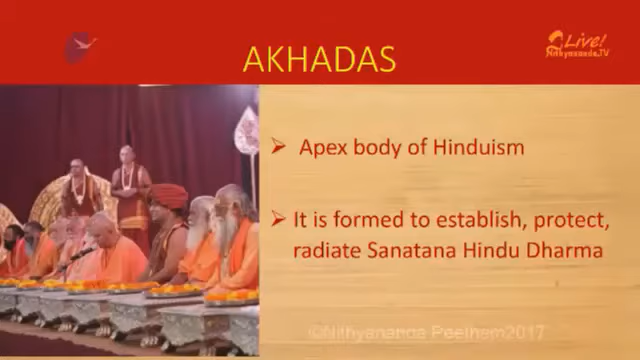 Live!
Nithyananda.TV
AKHADAS
Apex body of Hinduism
It is formed to establish, protect,
radiate Sanatana Hindu Dharma
©Nithyananda Peetham2017